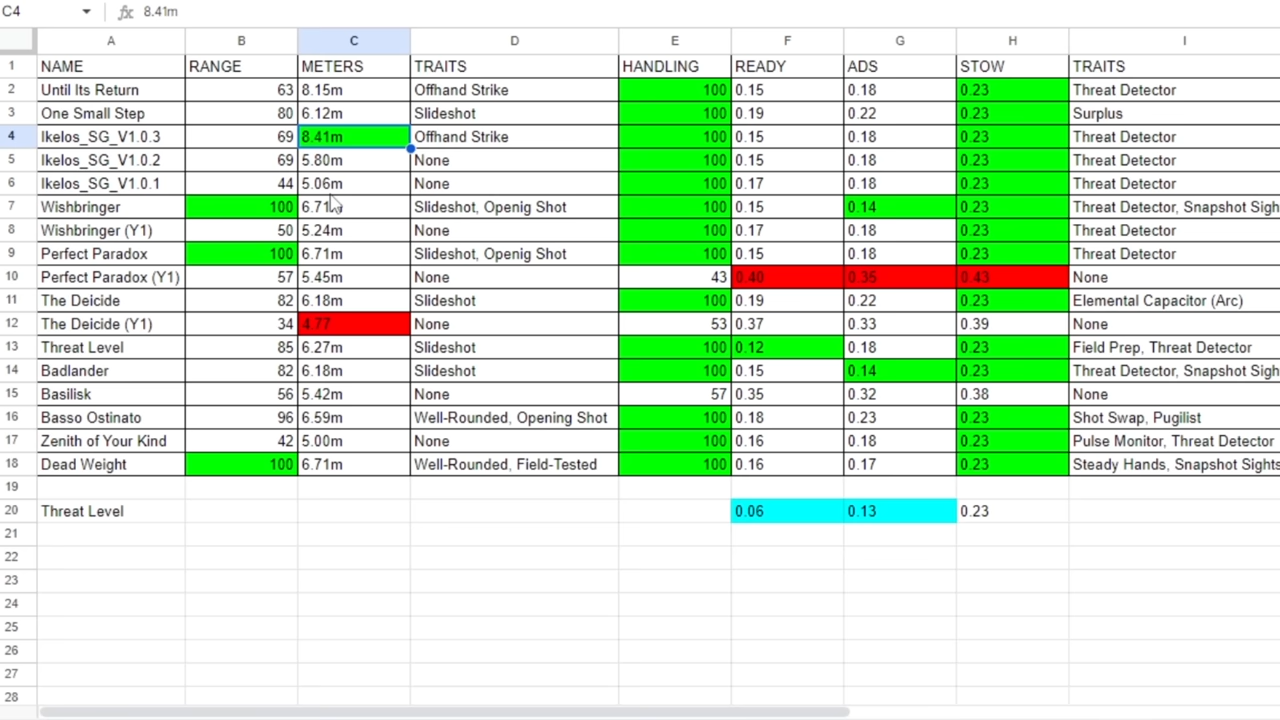 C4 fx 8.41m
A B C D E F G H I
1 NAME RANGE METERS TRAITS HANDLING READY ADS STOW TRAITS
2 Until Its Return 63 8.15m Offhand Strike 100 0.15 0.18 0.23 Threat Detector
3 One Small Step 80 6.12m Slideshot 100 0.19 0.22 0.23 Surplus
4 Ikelos_SG_V1.0.3 69 8.41m Offhand Strike 100 0.15 0.18 0.23 Threat Detector
5 Ikelos_SG_V1.0.2 69 5.80m None 100 0.15 0.18 0.23 Threat Detector
6 Ikelos_SG_V1.0.1 44 5.06m None 100 0.17 0.18 0.23 Threat Detector
7 Wishbringer 100 6.71 Slideshot, Openig Shot 100 0.15 0.14 0.23 Threat Detector, Snapshot Sigh
8 Wishbringer (Y1) 50 5.24m None 100 0.17 0.18 0.23 Threat Detector
9 Perfect Paradox 100 6.71m Slideshot, Openig Shot 100 0.15 0.18 0.23 Threat Detector
10 Perfect Paradox (Y1) 57 5.45m None 43 0.40 0.35 0.43 None
11 The Deicide 82 6.18m Slideshot 100 0.19 0.22 0.23 Elemental Capacitor (Arc)
12 The Deicide (Y1) 34 4.77 None 53 0.37 0.33 0.39 None
13 Threat Level 85 6.27m Slideshot 100 0.12 0.18 0.23 Field Prep, Threat Detector
14 Badlander 82 6.18m Slideshot 100 0.15 0.14 0.23 Threat Detector, Snapshot Sigh
15 Basilisk 56 5.42m None 57 0.35 0.32 0.38 None
16 Basso Ostinato 96 6.59m Well-Rounded, Opening Shot 100 0.18 0.23 0.23 Shot Swap, Pugilist
17 Zenith of Your Kind 42 5.00m None 100 0.16 0.18 0.23 Pulse Monitor, Threat Detector
18 Dead Weight 100 6.71m Well-Rounded, Field-Tested 100 0.16 0.17 0.23 Steady Hands, Snapshot Sights
19
20 Threat Level 0.06 0.13 0.23
21
22
23
24
25
26
27
28